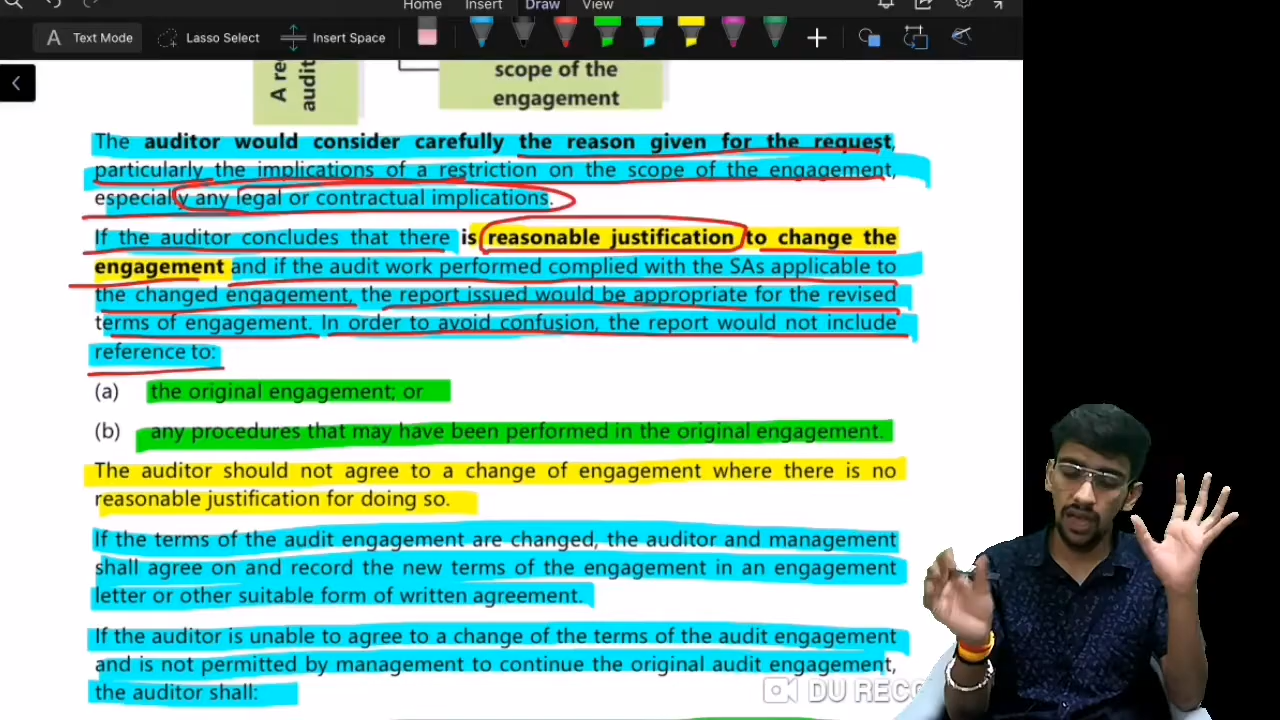 Home Insert Draw View
Text Mode Lasso Select Insert Space
A re
audit
scope of the
engagement
The auditor would consider carefully the reason given for the request,
particularly the implications of a restriction on the scope of the engagement,
especially any legal or contractual implications.
If the auditor concludes that there is reasonable justification to change the
engagement and if the audit work performed complied with the SAs applicable to
the changed engagement, the report issued would be appropriate for the revised
terms of engagement. In order to avoid confusion, the report would not include
reference to:
(a) the original engagement; or
(b) any procedures that may have been performed in the original engagement.
The auditor should not agree to a change of engagement where there is no
reasonable justification for doing so.
If the terms of the audit engagement are changed, the auditor and management
shall agree on and record the new terms of the engagement in an engagement
letter or other suitable form of written agreement.
If the auditor is unable to agree to a change of the terms of the audit engagement
and is not permitted by management to continue the original audit engagement,
the auditor shall:
DU REC